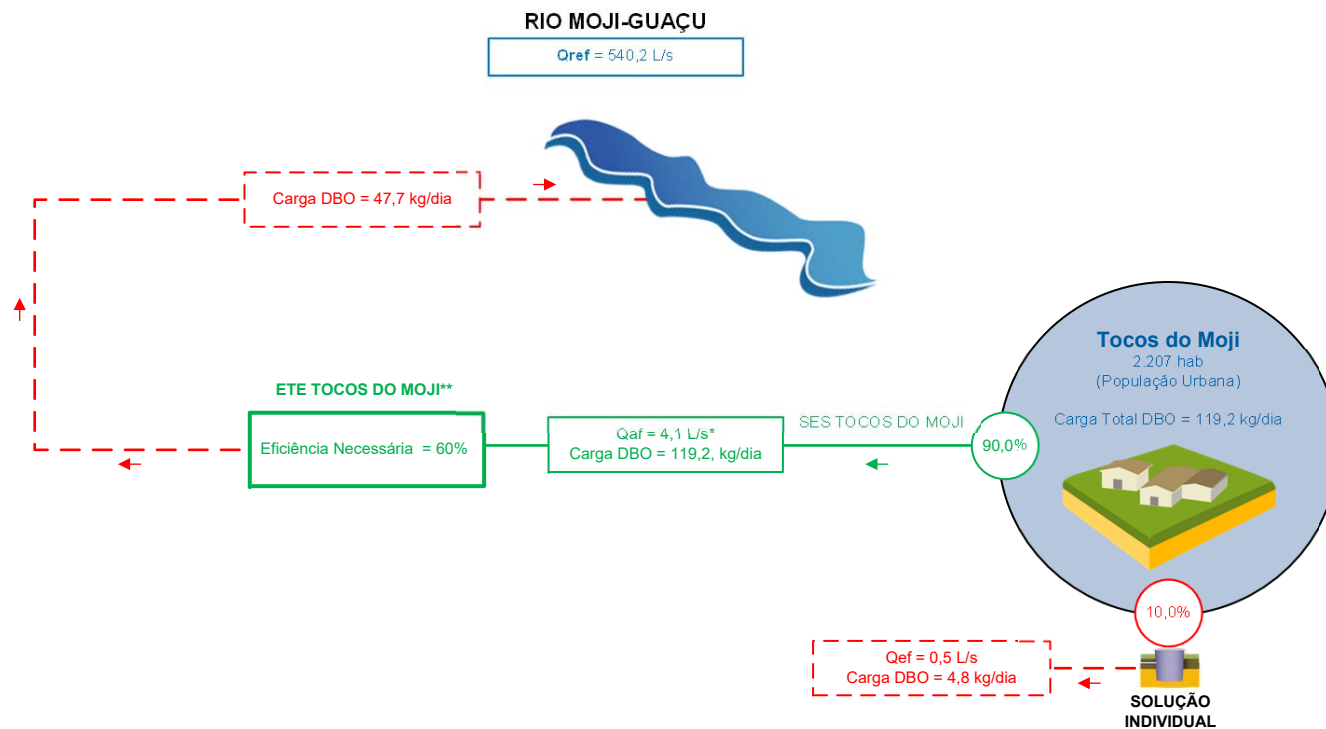 RIO MOJI-GUAÇU
Qref = 540,2 L/s
Carga DBO = 47,7 kg/dia
Tocos do Moji
2.207 hab
(População Urbana)
Carga Total DBO = 119,2 kg/dia
ETE TOCOS DO MOJI**
Eficiência Necessária = 60%
Qaf = 4,1 L/s*
Carga DBO = 119,2, kg/dia
SES TOCOS DO MOJI
90,0%
10,0%
Qef = 0,5 L/s
Carga DBO = 4,8 kg/dia
SOLUÇÃO
INDIVIDUAL